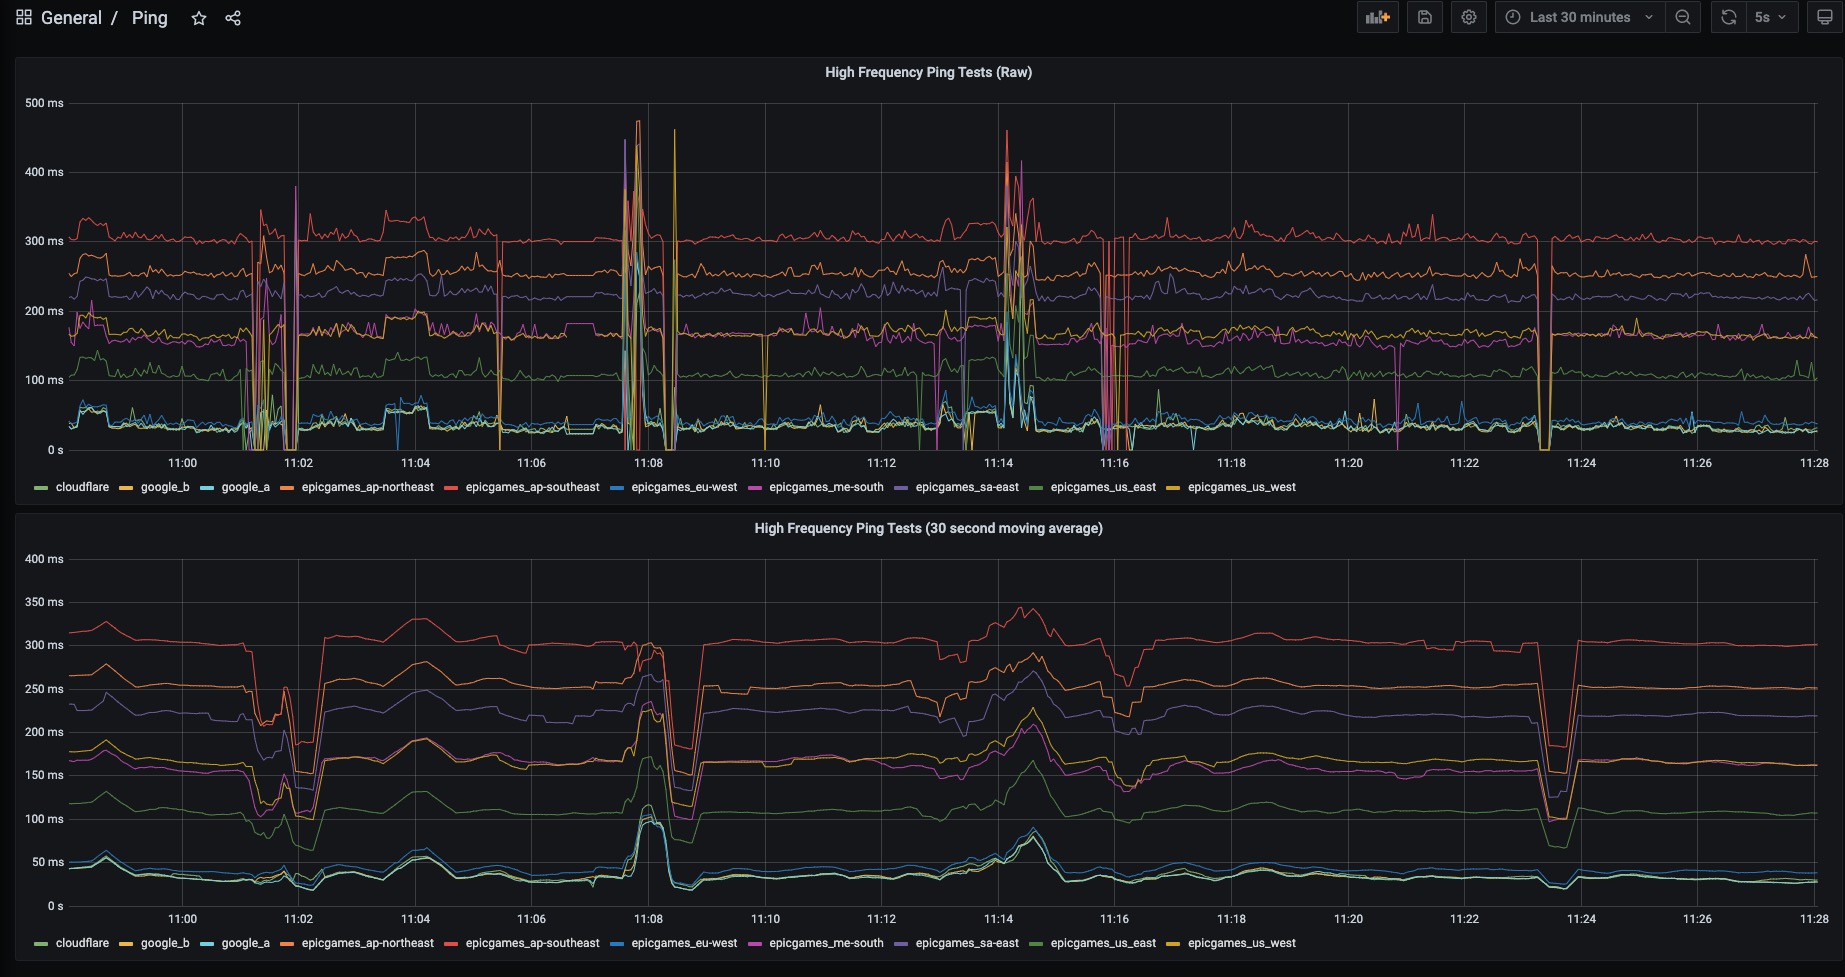 General / Ping
Last 30 minutes
5s
High Frequency Ping Tests (Raw)
500 ms
400 ms
300 ms
200 ms
100 ms
0 s
11:00 11:02 11:04 11:06 11:08 11:10 11:12 11:14 11:16 11:18 11:20 11:22 11:24 11:26 11:28
cloudflare google_b google_a epicgames_ap-northeast epicgames_ap-southeast epicgames_eu-west epicgames_me-south epicgames_sa-east epicgames_us_east epicgames_us_west
High Frequency Ping Tests (30 second moving average)
400 ms
350 ms
300 ms
250 ms
200 ms
150 ms
100 ms
50 ms
0 s
11:00 11:02 11:04 11:06 11:08 11:10 11:12 11:14 11:16 11:18 11:20 11:22 11:24 11:26 11:28
cloudflare google_b google_a epicgames_ap-northeast epicgames_ap-southeast epicgames_eu-west epicgames_me-south epicgames_sa-east epicgames_us_east epicgames_us_west